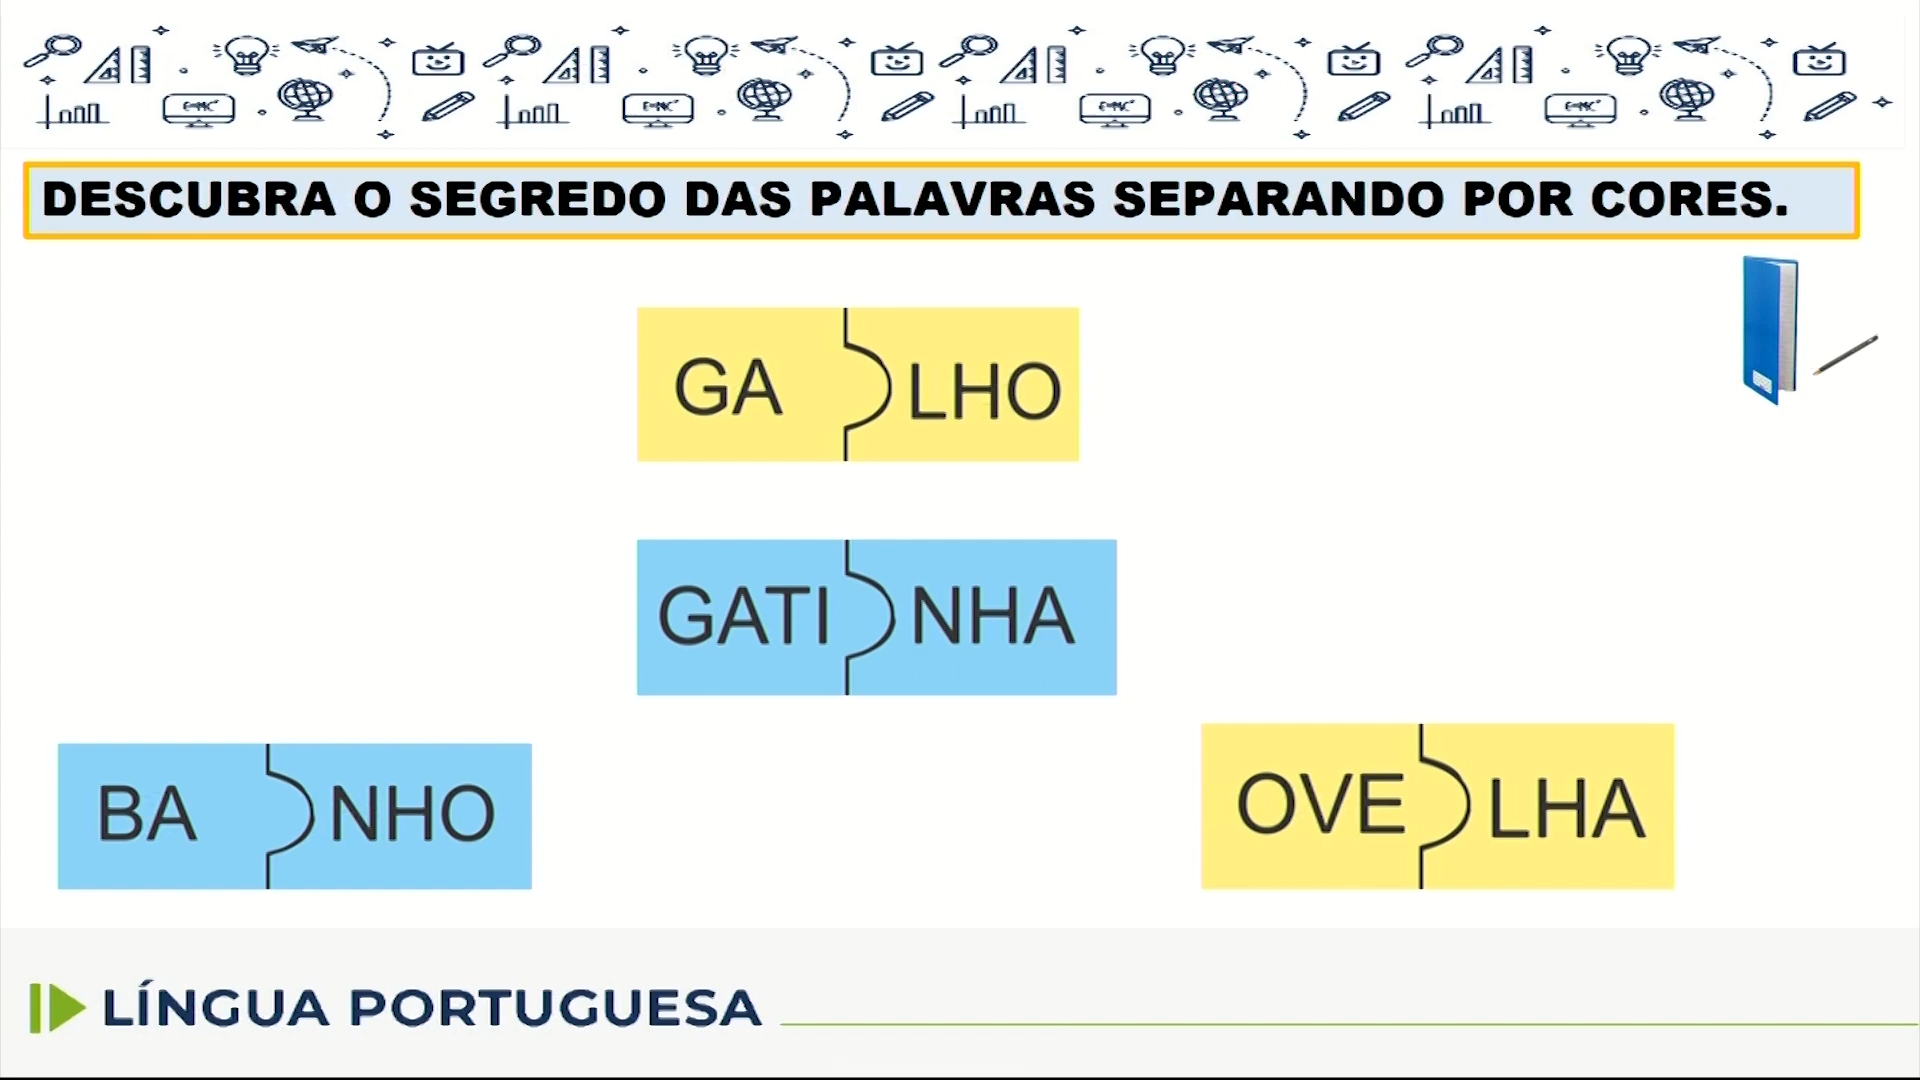 DESCUBRA O SEGREDO DAS PALAVRAS SEPARANDO POR CORES.
GA LHO
GATI NHA
BA NHO
OVE LHA
LÍNGUA PORTUGUESA